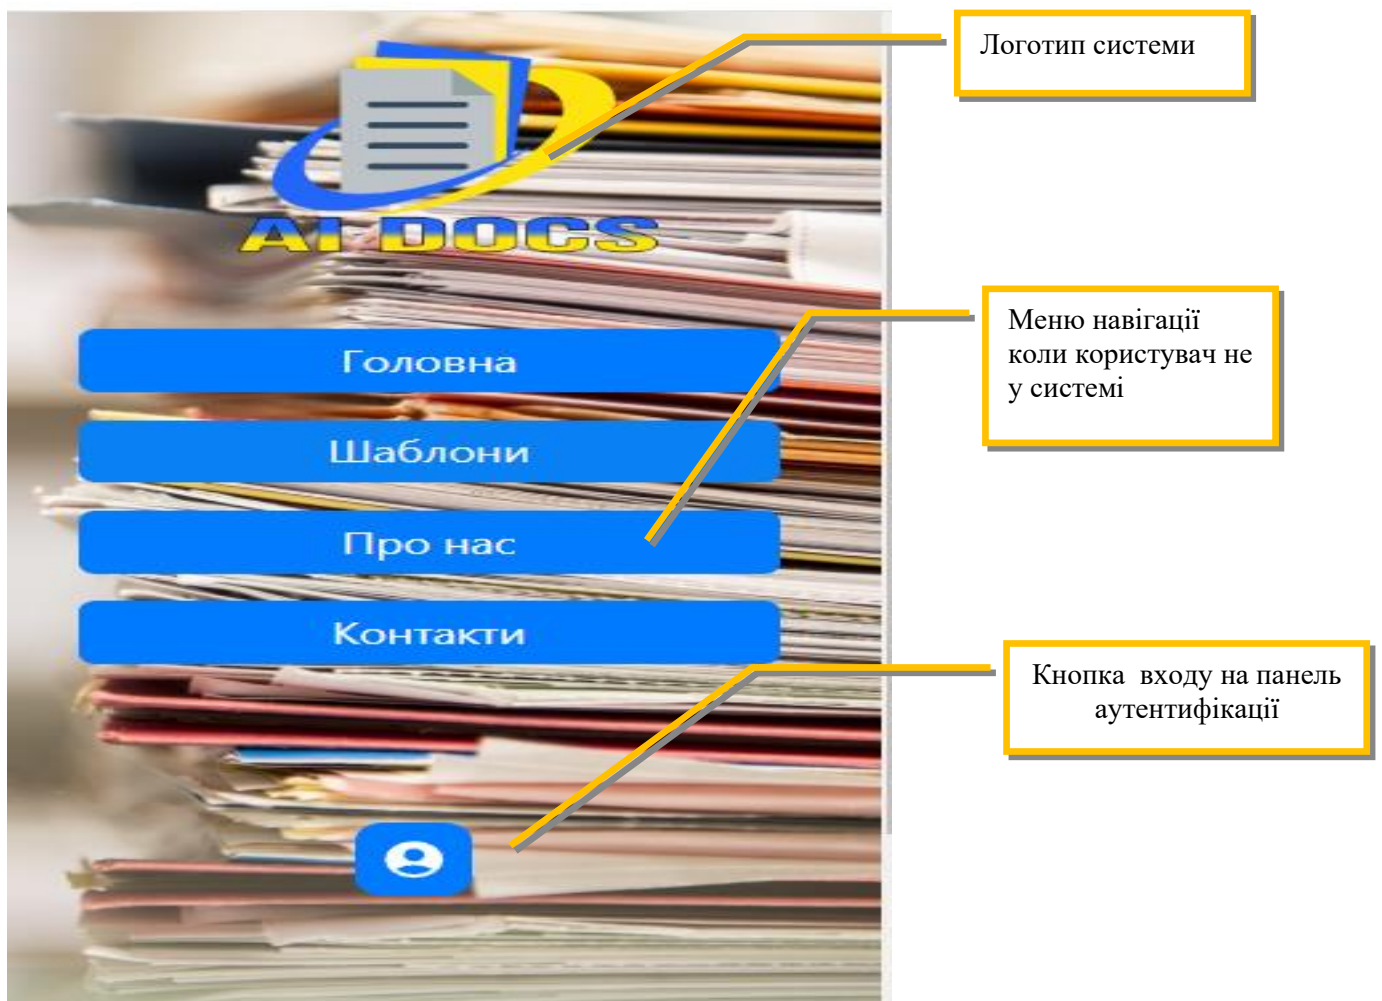 Логотип системи
AI DOCS
Меню навігації
коли користувач не
у системі
Головна
Шаблони
Про нас
Контакти
Кнопка входу на панель
аутентифікації